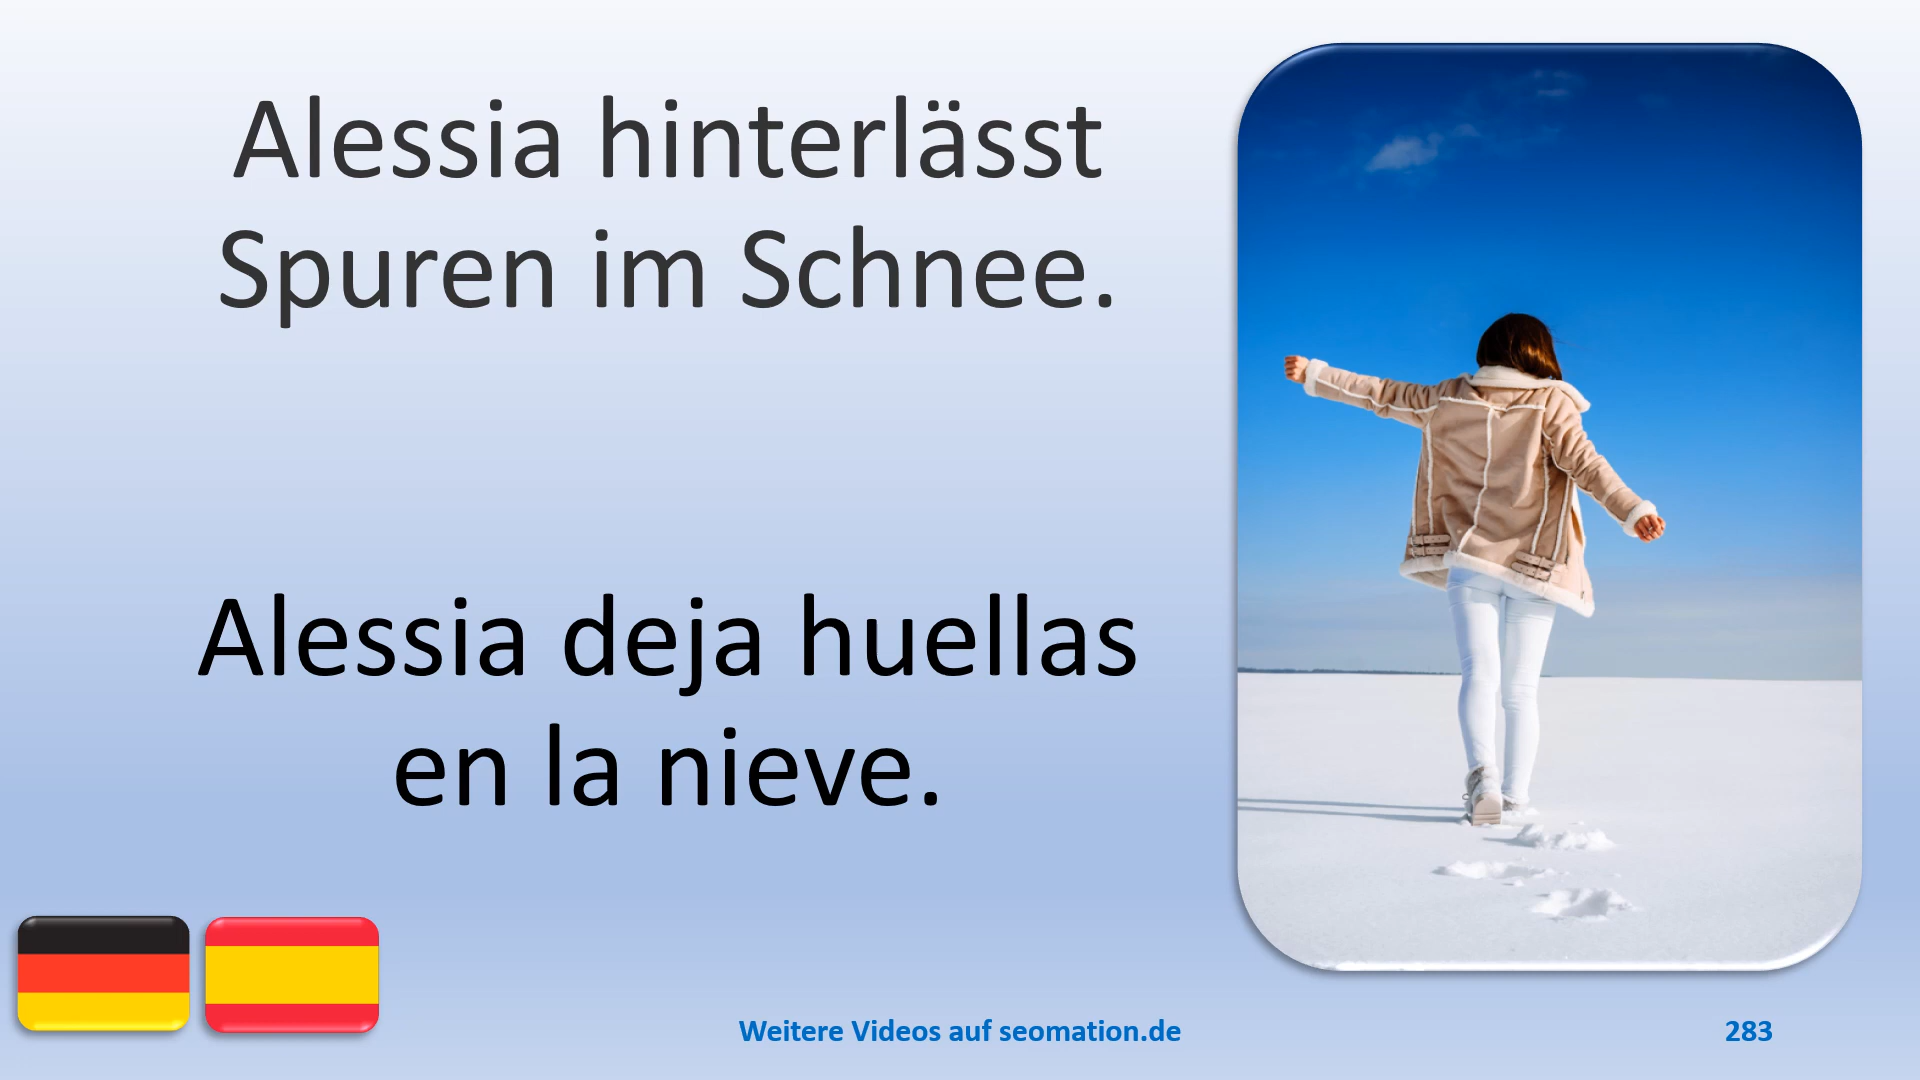 Alessia hinterlässt
Spuren im Schnee.
Alessia deja huellas
en la nieve.
Weitere Videos auf seomation.de
283